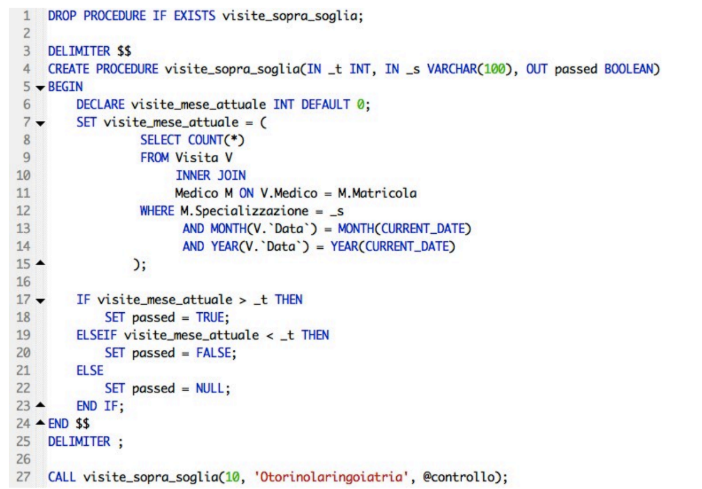 1 DROP PROCEDURE IF EXISTS visite_sopra_soglia;
2
3 DELIMITER $$
4 CREATE PROCEDURE visite_sopra_soglia(IN _t INT, IN _s VARCHAR(100), OUT passed BOOLEAN)
5 BEGIN
6 DECLARE visite_mese_attuale INT DEFAULT 0;
7 SET visite_mese_attuale = (
8 SELECT COUNT(*)
9 FROM Visita V
10 INNER JOIN
11 Medico M ON V.Medico = M.Matricola
12 WHERE M.Specializzazione = _s
13 AND MONTH(V.`Data`) = MONTH(CURRENT_DATE)
14 AND YEAR(V.`Data`) = YEAR(CURRENT_DATE)
15 );
16
17 IF visite_mese_attuale > _t THEN
18 SET passed = TRUE;
19 ELSEIF visite_mese_attuale < _t THEN
20 SET passed = FALSE;
21 ELSE
22 SET passed = NULL;
23 END IF;
24 END $$
25 DELIMITER ;
26
27 CALL visite_sopra_soglia(10, 'Otorinolaringoiatria', @controllo);